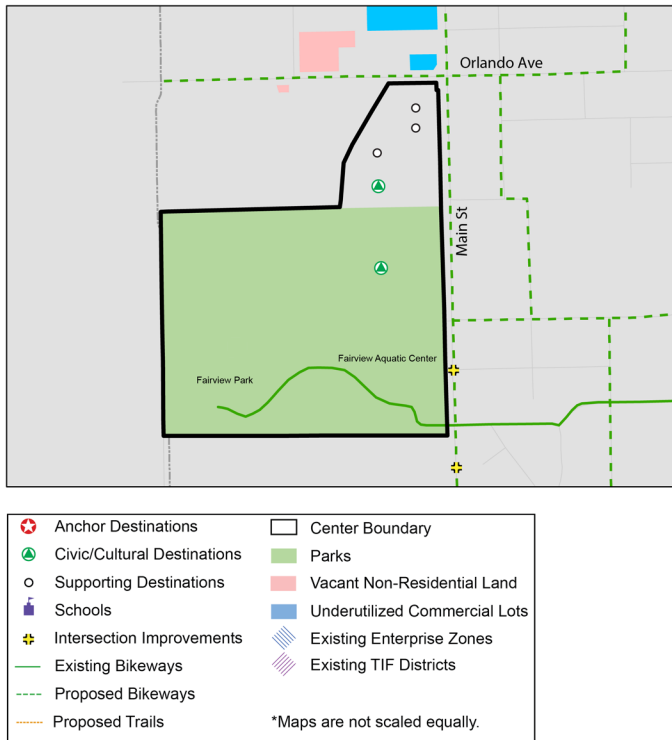 Orlando Ave
Main St
Fairview Aquatic Center
Fairview Park
Anchor Destinations
Civic/Cultural Destinations
Supporting Destinations
Schools
Intersection Improvements
Existing Bikeways
Proposed Bikeways
Proposed Trails
Center Boundary
Parks
Vacant Non-Residential Land
Underutilized Commercial Lots
Existing Enterprise Zones
Existing TIF Districts
*Maps are not scaled equally.